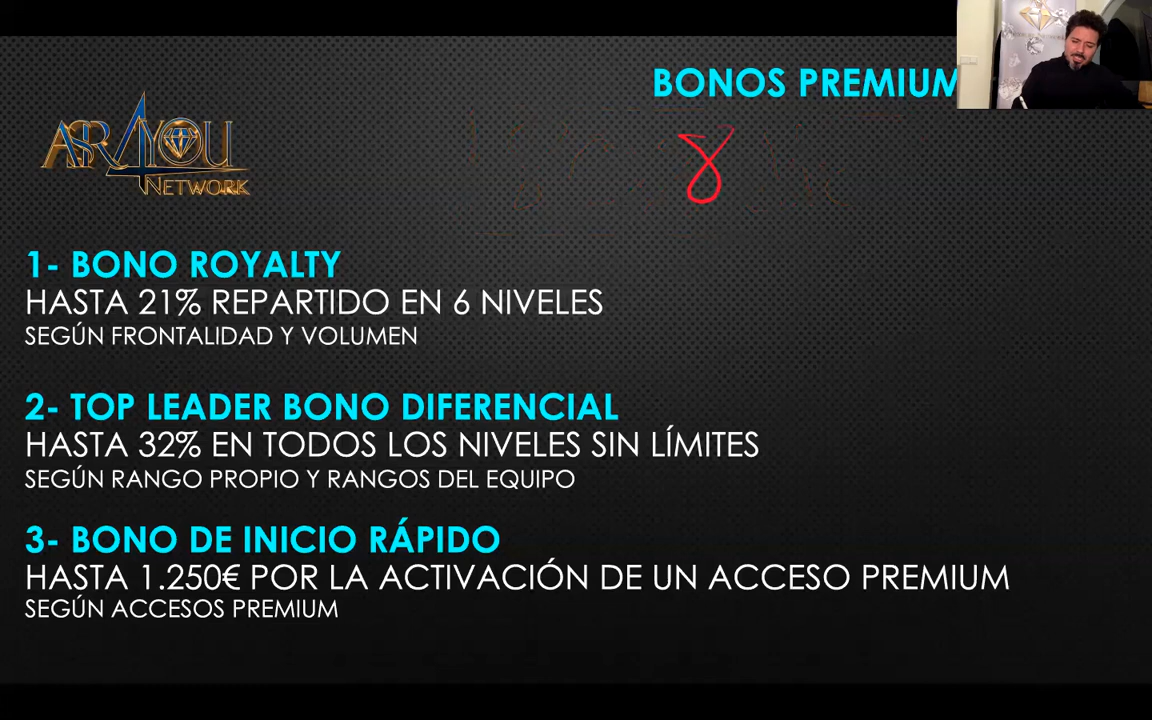 BONOS PREMIUM
ASR4YOU
NETWORK
8
1- BONO ROYALTY
HASTA 21% REPARTIDO EN 6 NIVELES
SEGÚN FRONTALIDAD Y VOLUMEN
2- TOP LEADER BONO DIFERENCIAL
HASTA 32% EN TODOS LOS NIVELES SIN LÍMITES
SEGÚN RANGO PROPIO Y RANGOS DEL EQUIPO
3- BONO DE INICIO RÁPIDO
HASTA 1.250€ POR LA ACTIVACIÓN DE UN ACCESO PREMIUM
SEGÚN ACCESOS PREMIUM